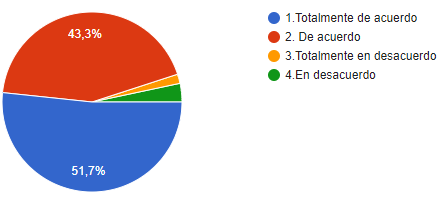 43,3%
51,7%
1.Totalmente de acuerdo
2. De acuerdo
3.Totalmente en desacuerdo
4.En desacuerdo